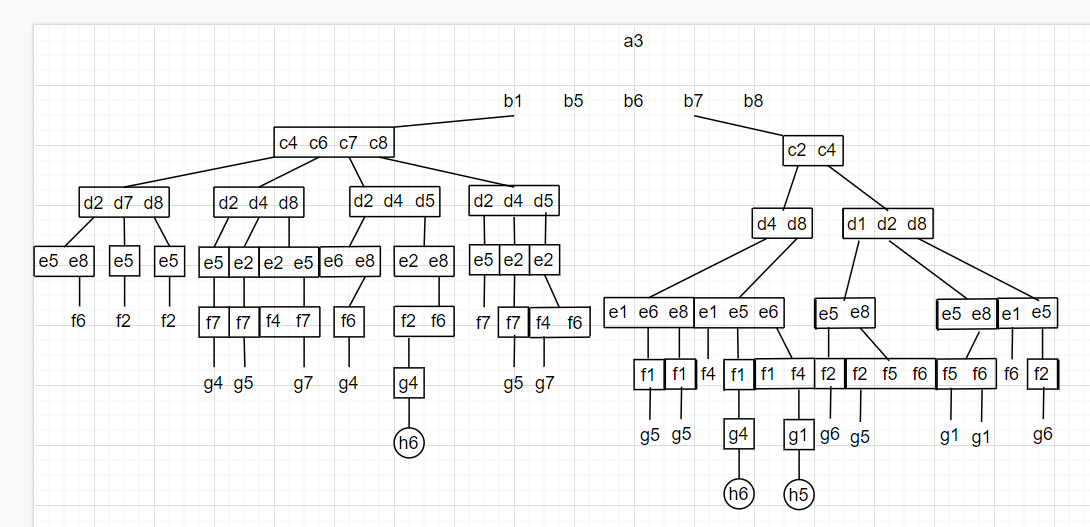 a3
b1 b5 b6 b7 b8
c4 c6 c7 c8
c2 c4
d2 d7 d8 d2 d4 d8 d2 d4 d5 d2 d4 d5
d4 d8 d1 d2 d8
e5 e8 e5 e5 e5 e2 e2 e5 e6 e8 e2 e8 e5 e2 e2
e1 e6 e8 e1 e5 e6 e5 e8 e5 e8 e1 e5
f6 f2 f2 f7 f7 f4 f7 f6 f2 f6 f7 f7 f4 f6
f1 f1 f4 f1 f1 f4 f2 f2 f5 f6 f5 f6 f6 f2
g4 g5 g7 g4 g4 g5 g7
g5 g5 g4 g1 g6 g5 g1 g1 g6
h6
h6 h5